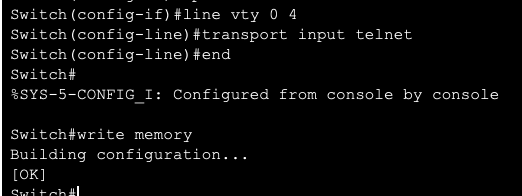 Switch(config-if)#line vty 0 4
Switch(config-line)#transport input telnet
Switch(config-line)#end
Switch#
%SYS-5-CONFIG_I: Configured from console by console
Switch#write memory
Building configuration...
[OK]
Switch#